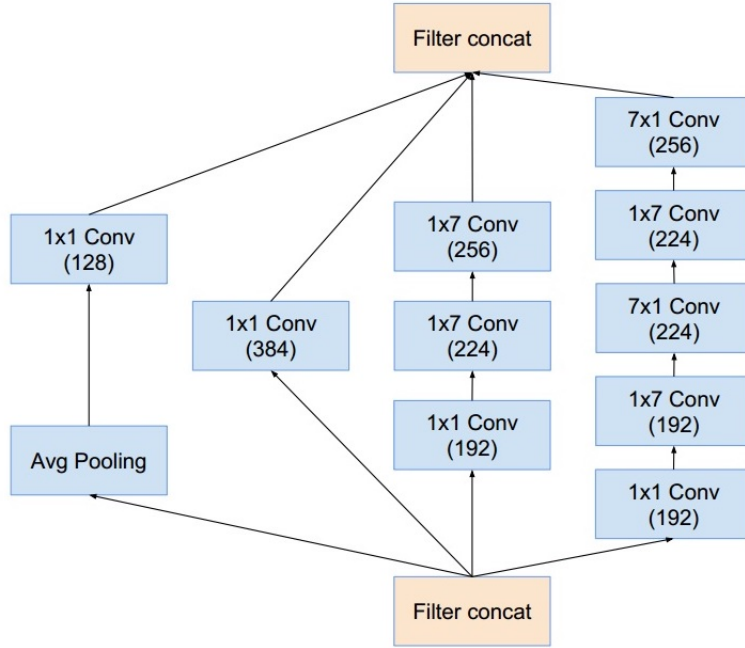 Filter concat
7x1 Conv
(256)
1x7 Conv
(224)
1x1 Conv
(128)
1x7 Conv
(256)
7x1 Conv
(224)
1x1 Conv
(384)
1x7 Conv
(224)
1x7 Conv
(192)
1x1 Conv
(192)
Avg Pooling
1x1 Conv
(192)
Filter concat